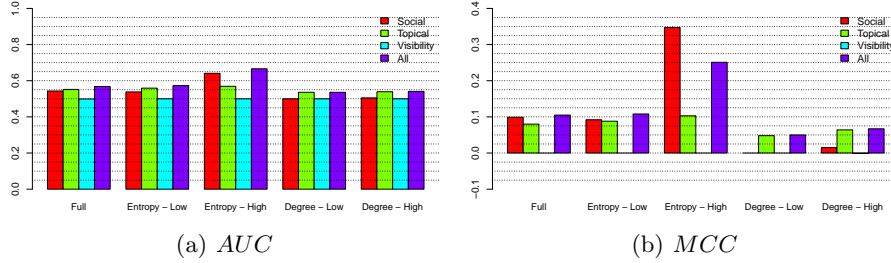 1.0
0.8
0.6
0.4
0.2
0.0
Social
Topical
Visibility
All
Full
Entropy − Low
Entropy − High
Degree − Low
Degree − High
(a) AUC
0.4
0.3
0.2
0.1
0.0
−0.1
Social
Topical
Visibility
All
Full
Entropy − Low
Entropy − High
Degree − Low
Degree − High
(b) MCC